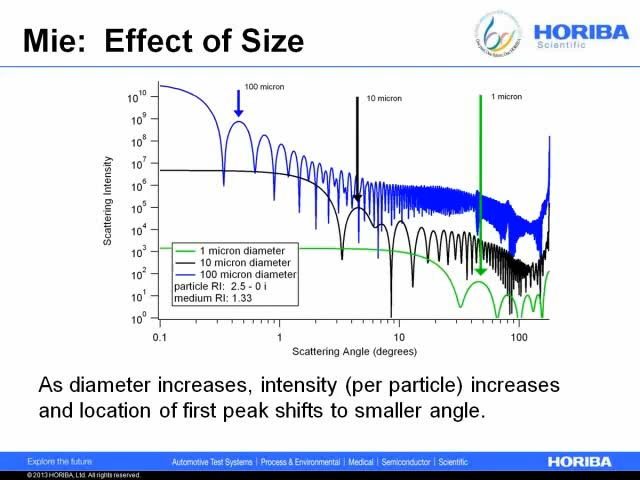 Mie: Effect of Size
HORIBA
Scientific
100 micron
10 micron
1 micron
10^10
10^9
10^8
10^7
10^6
10^5
10^4
10^3
10^2
10^1
10^0
Scattering Intensity
1 micron diameter
10 micron diameter
100 micron diameter
particle RI: 2.5 - 0 i
medium RI: 1.33
0.1
1
10
100
Scattering Angle (degrees)
As diameter increases, intensity (per particle) increases
and location of first peak shifts to smaller angle.
Explore the future
Automotive Test Systems | Process & Environmental | Medical | Semiconductor | Scientific
HORIBA
© 2013 HORIBA, Ltd. All rights reserved.